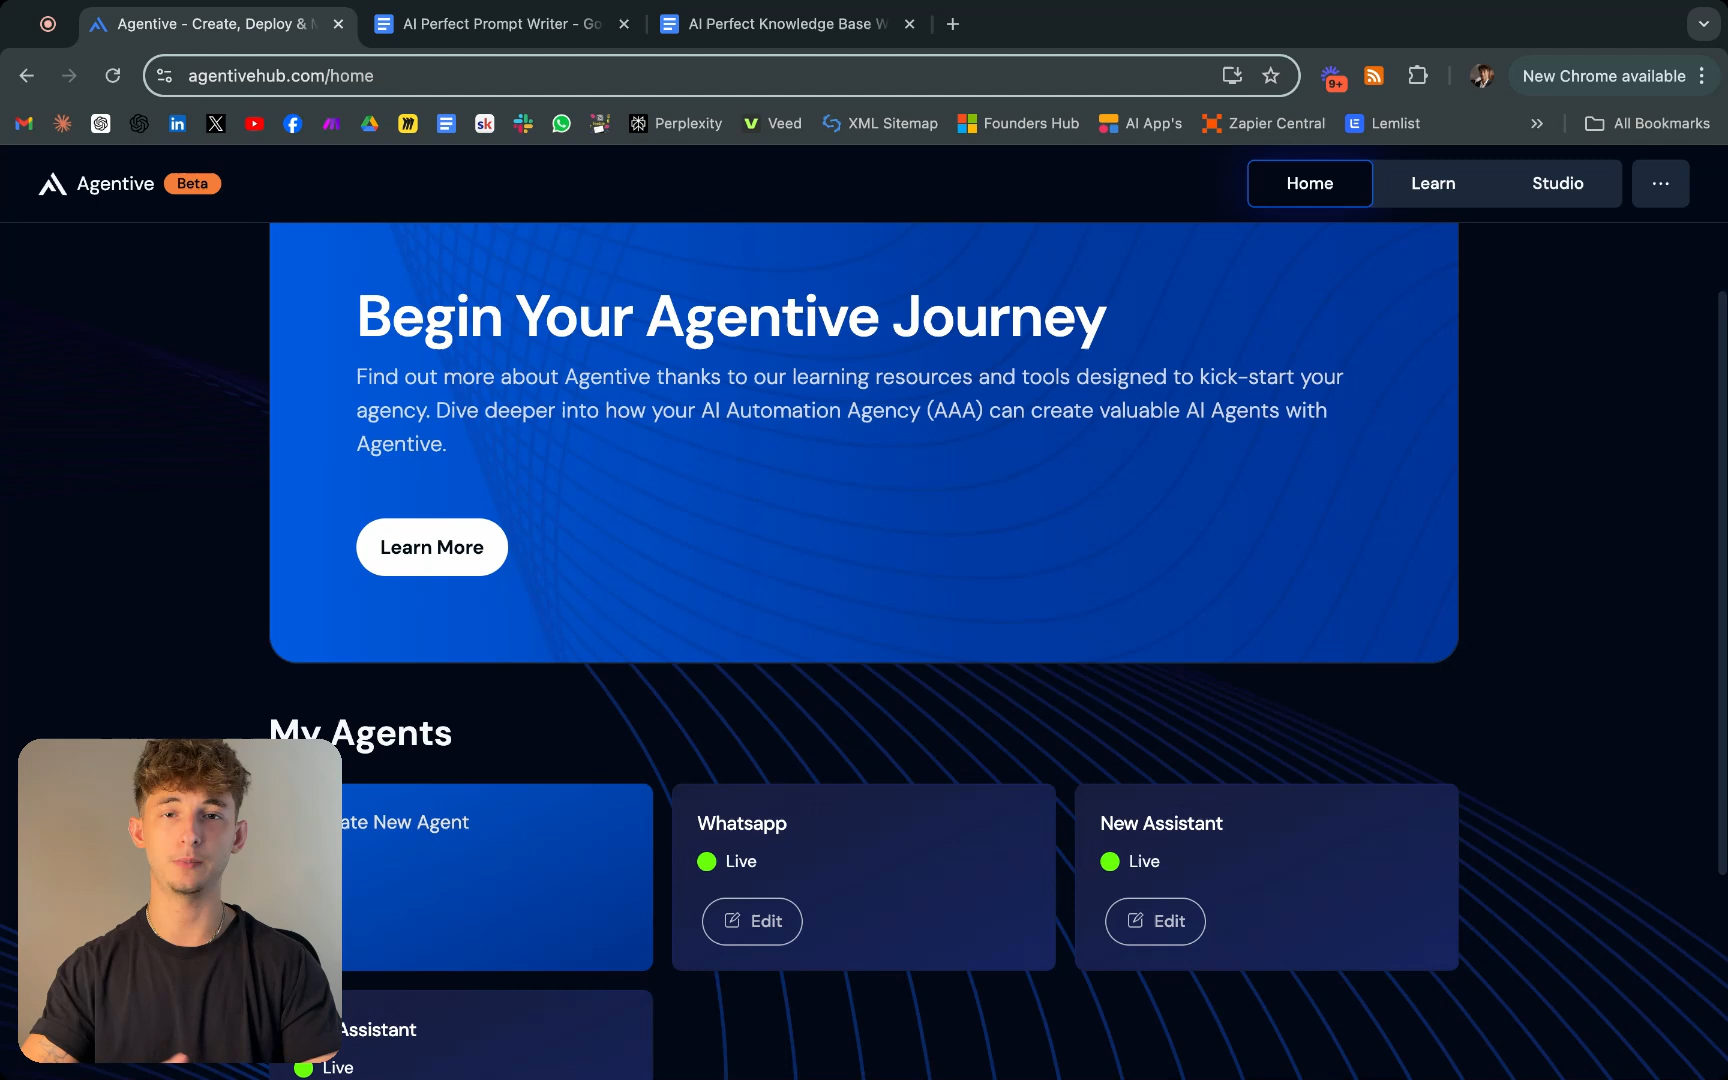 Agentive - Create, Deploy &
AI Perfect Prompt Writer - Go
AI Perfect Knowledge Base W
agentivehub.com/home
9+
New Chrome available
sk
Perplexity
Veed
XML Sitemap
Founders Hub
AI App's
Zapier Central
Lemlist
All Bookmarks
Agentive
Beta
Home
Learn
Studio
Begin Your Agentive Journey
Find out more about Agentive thanks to our learning resources and tools designed to kick-start your
agency. Dive deeper into how your AI Automation Agency (AAA) can create valuable AI Agents with
Agentive.
Learn More
My Agents
ate New Agent
Whatsapp
Live
Edit
New Assistant
Live
Edit
Assistant
Live